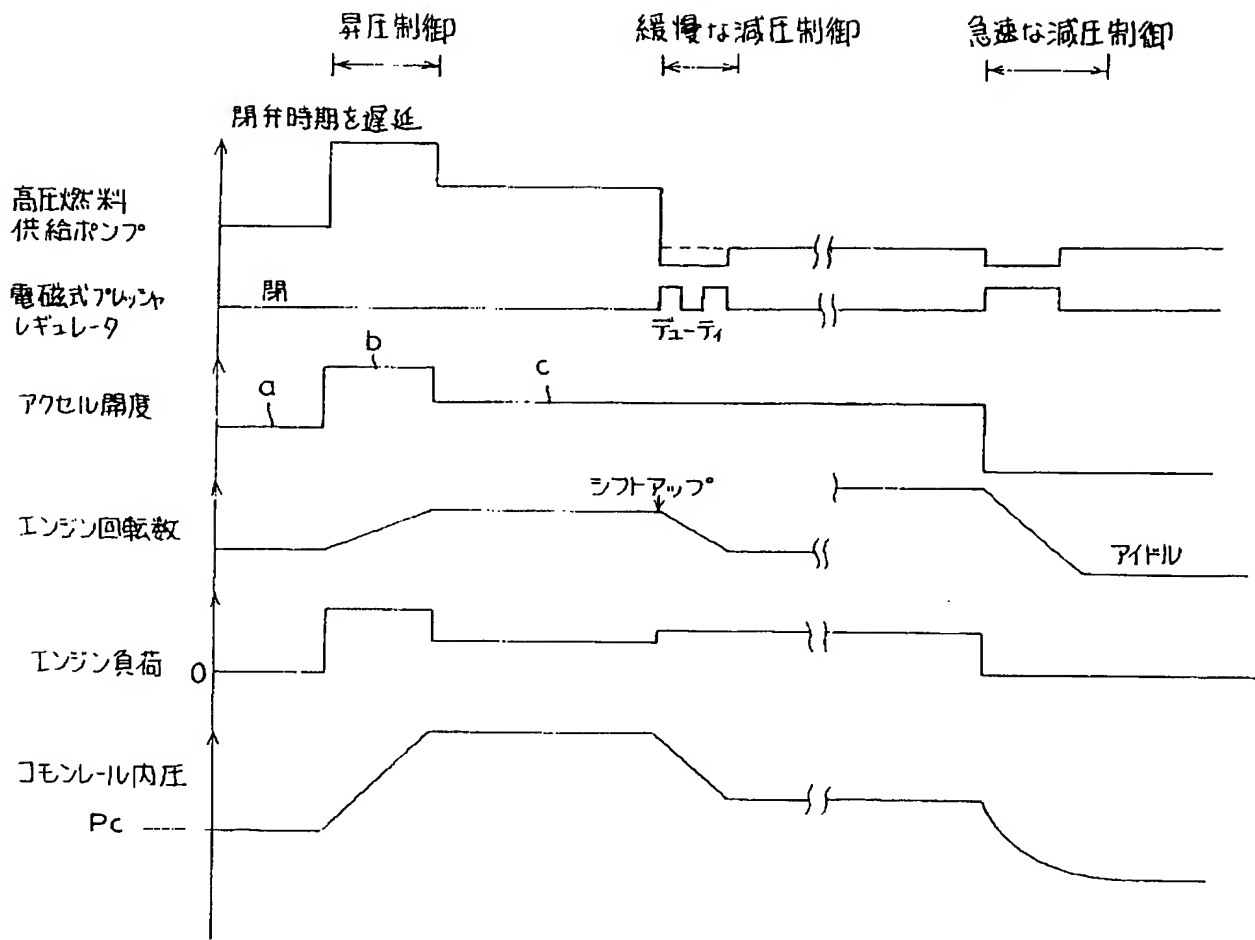 昇圧制御
緩慢な減圧制御
急速な減圧制御
閉弁時期を遅延
高圧燃料
供給ポンプ
電磁式プレッシャ
レギュレータ
閉
デューティ
アクセル開度
a
b
c
シフトアップ
エンジン回転数
アイドル
エンジン負荷
0
コモンレール内圧
Pc